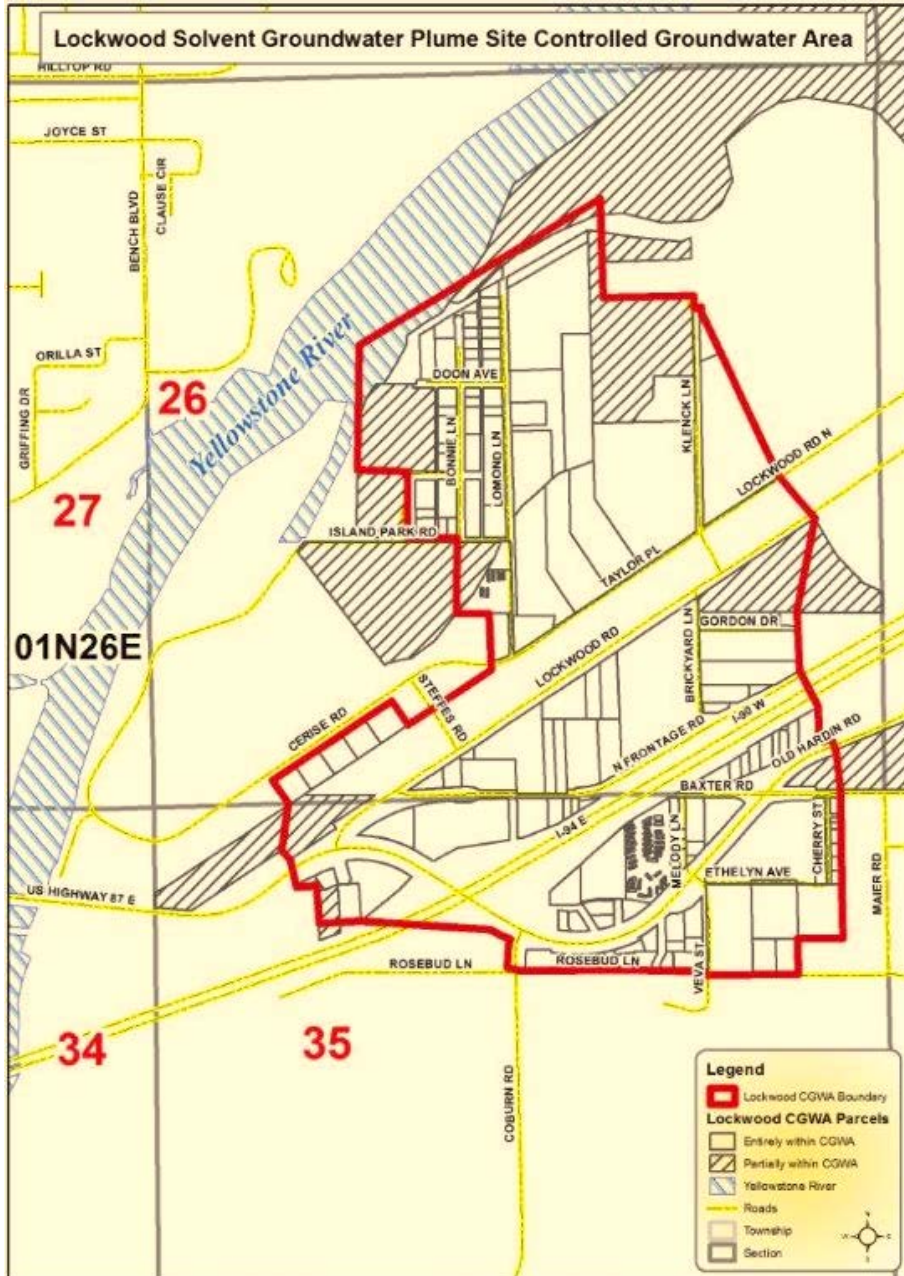 Lockwood Solvent Groundwater Plume Site Controlled Groundwater Area
HILLTOP RD
JOYCE ST
CLAUSE CIR
BENCH BLVD
ORILLA ST
GRIFFING DR
26
Yellowstone River
27
DOON AVE
BONNIE LN
LOMOND LN
KLENCK LN
LOCKWOOD RD N
ISLAND PARK RD
TAYLOR PL
01N26E
GORDON DR
BRICKYARD LN
LOCKWOOD RD
STEFFES RD
CERISE RD
N FRONTAGE RD
I-90 W
OLD HARDIN RD
BAXTER RD
I-94 E
MELODY LN
ETHELYN AVE
CHERRY ST
MAIER RD
US HIGHWAY 87 E
ROSEBUD LN
ROSEBUD LN
VEVA ST
34
35
COBURN RD
Legend
Lockwood CGWA Boundary
Lockwood CGWA Parcels
Entirely within CGWA
Partially within CGWA
Yellowstone River
Roads
Township
Section
N
W
E
S